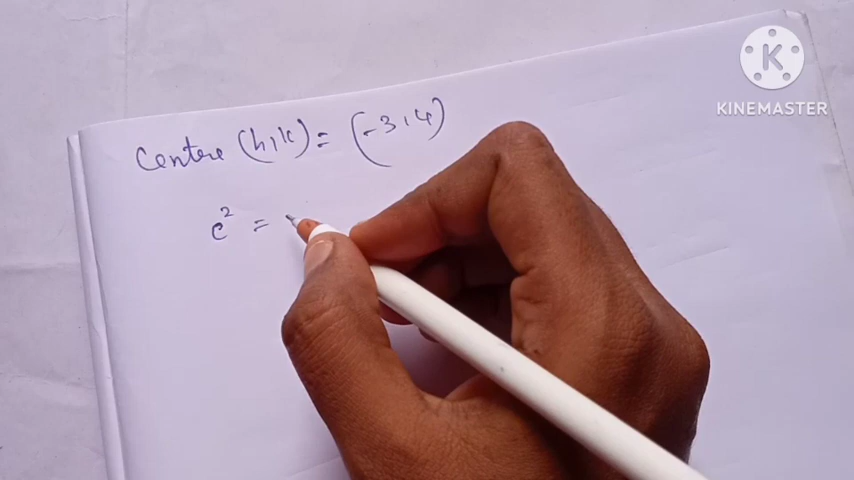 Centre (h,k) = (-3,4)
c² =
K
KINEMASTER